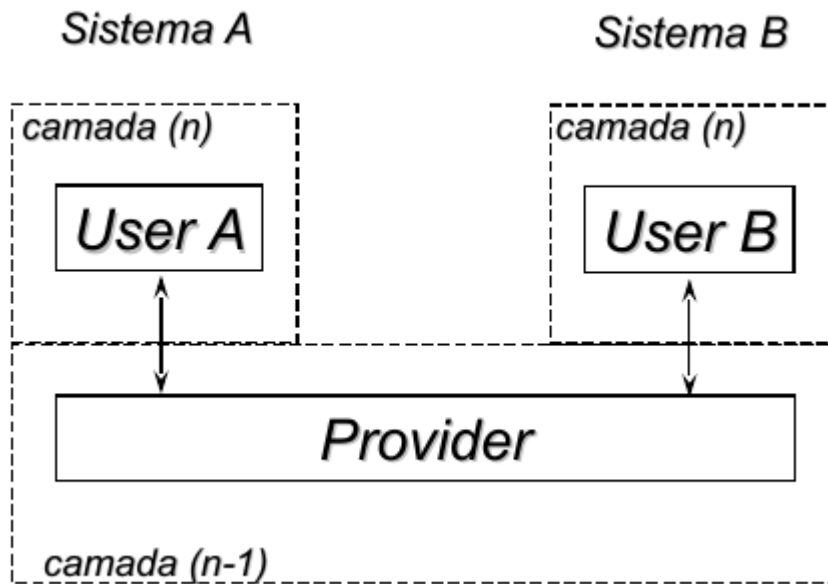 Sistema A
Sistema B
camada (n)
camada (n)
User A
User B
Provider
camada (n-1)